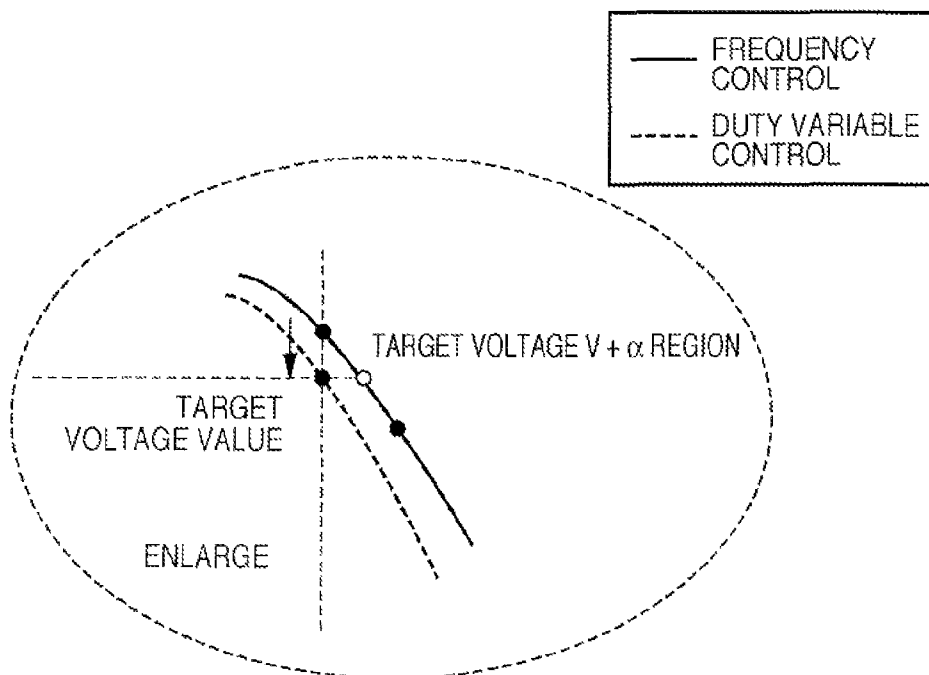 FREQUENCY
CONTROL
DUTY VARIABLE
CONTROL
TARGET VOLTAGE V + α REGION
TARGET
VOLTAGE VALUE
ENLARGE